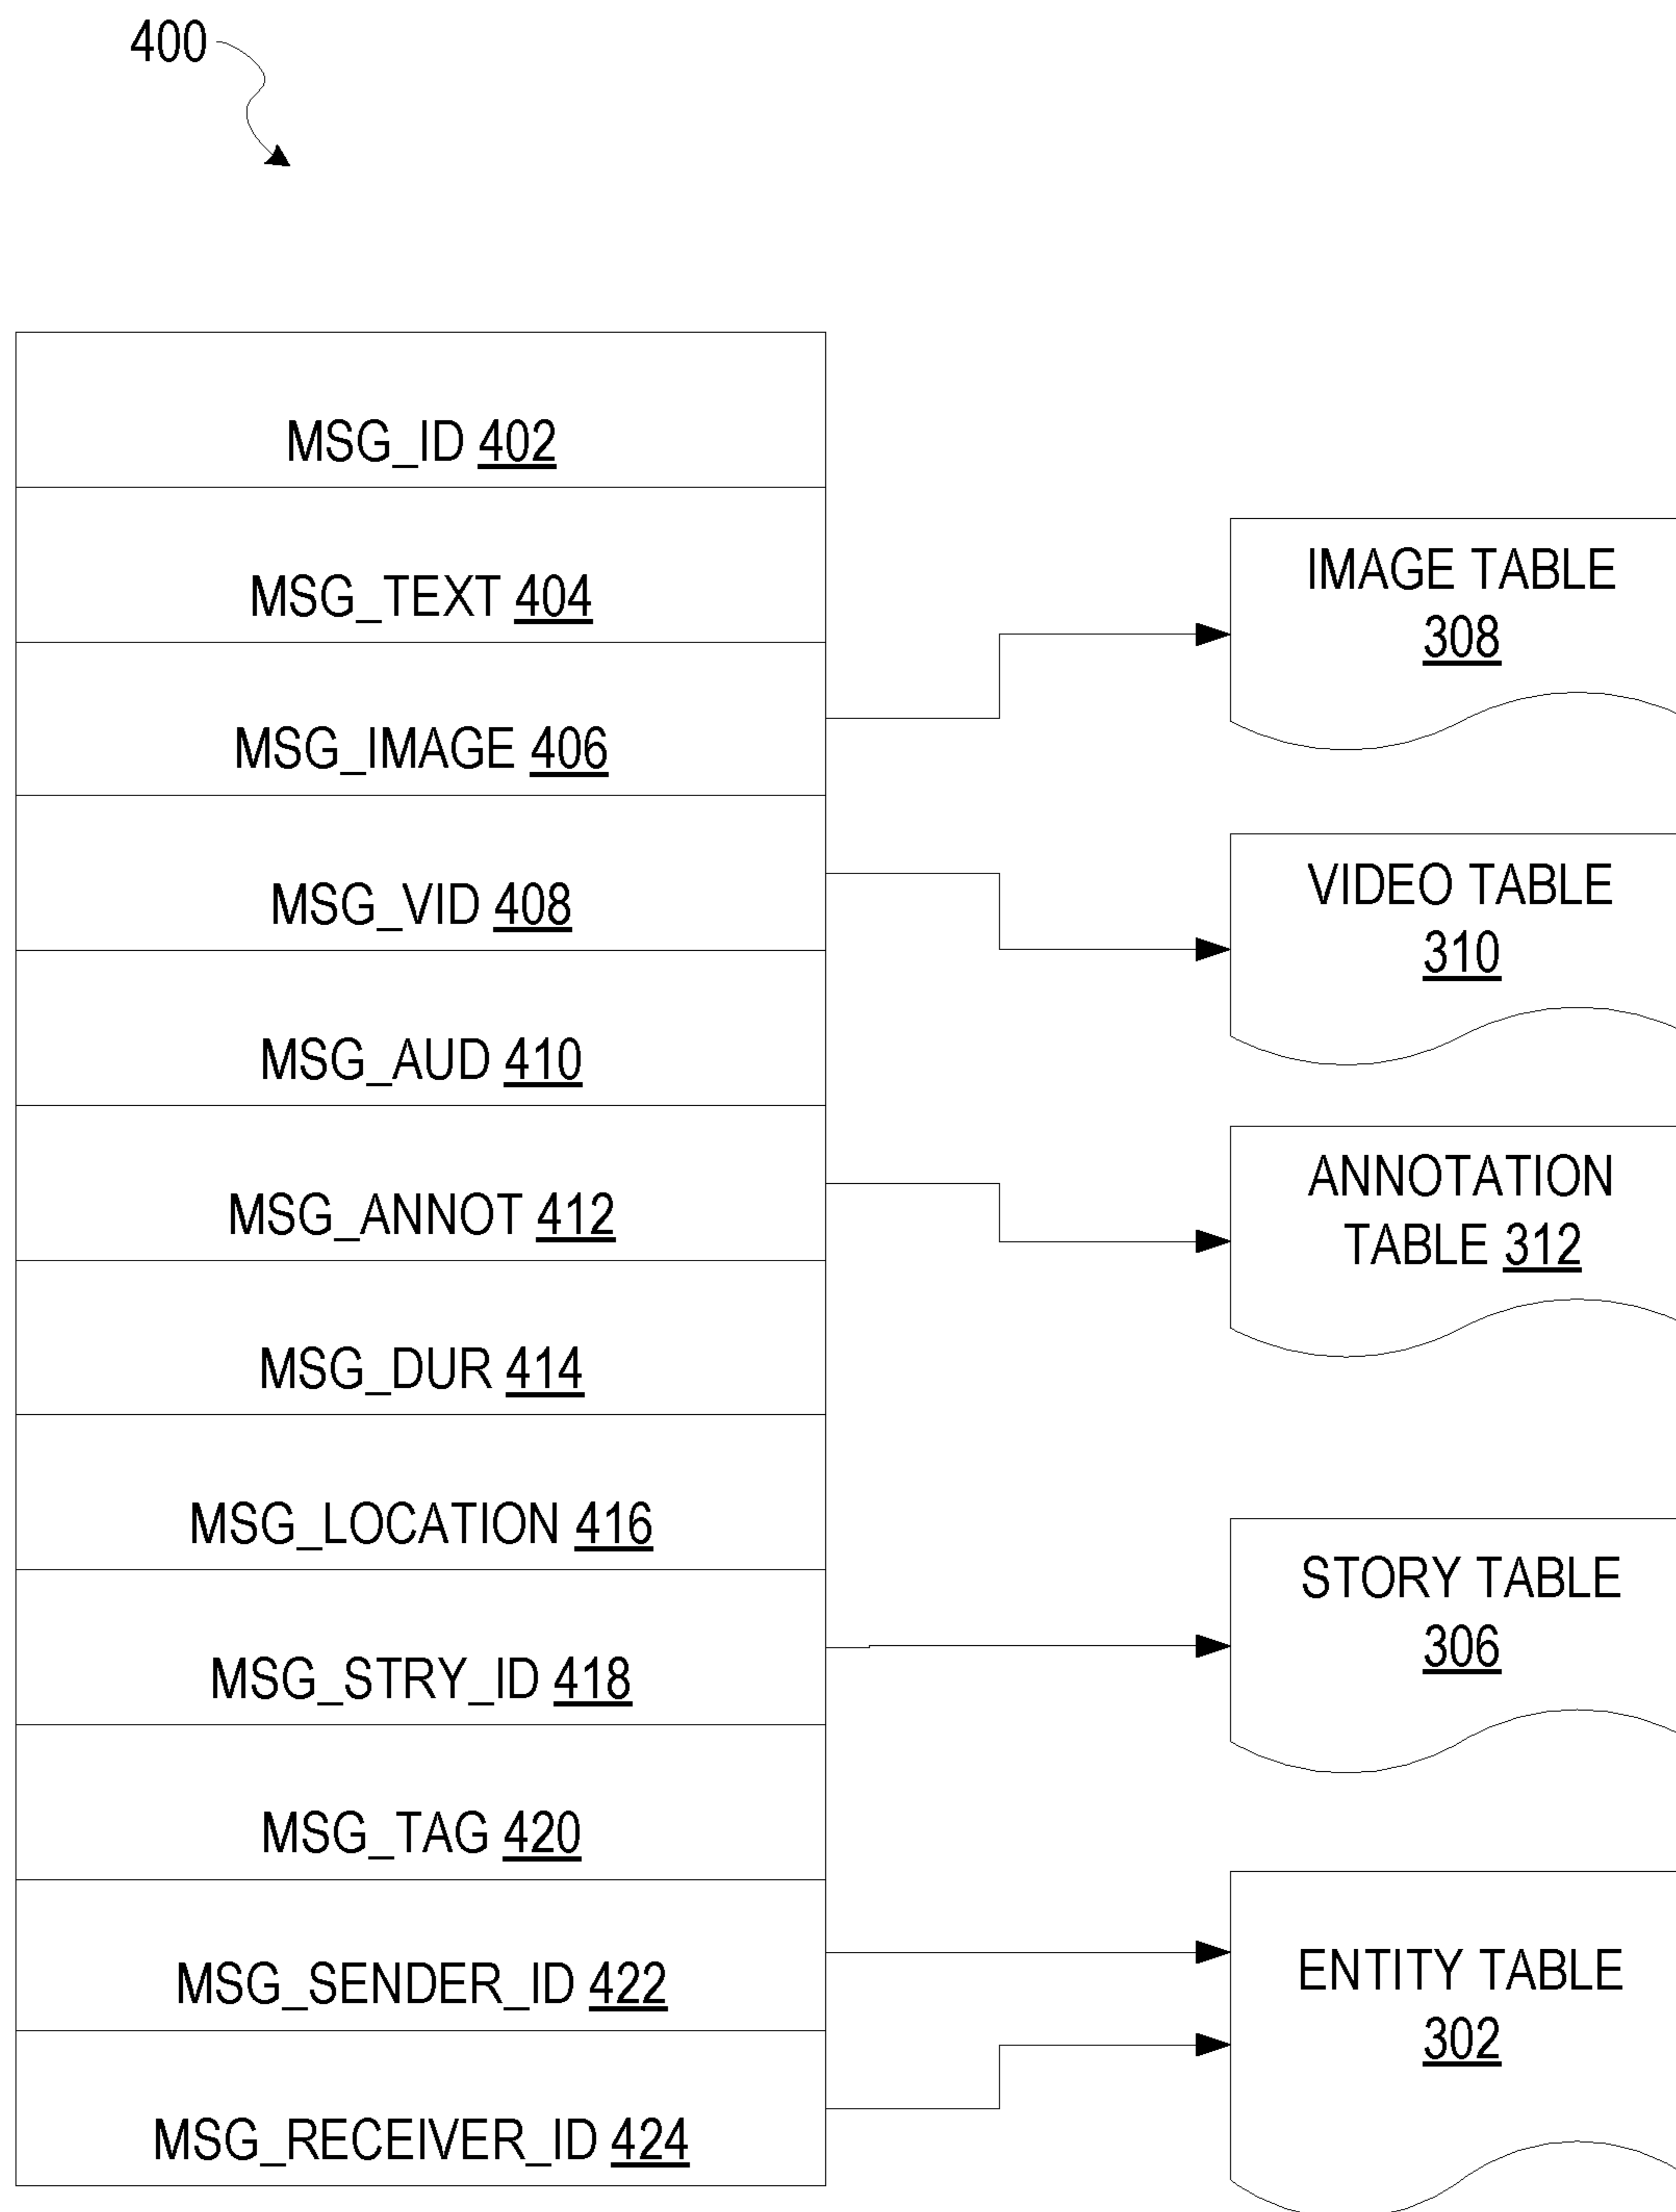 400
MSG_ID 402
MSG_TEXT 404
MSG_IMAGE 406
MSG_VID 408
MSG_AUD 410
MSG_ANNOT 412
MSG_DUR 414
MSG_LOCATION 416
MSG_STRY_ID 418
MSG_TAG 420
MSG_SENDER_ID 422
MSG_RECEIVER_ID 424
IMAGE TABLE
308
VIDEO TABLE
310
ANNOTATION
TABLE 312
STORY TABLE
306
ENTITY TABLE
302